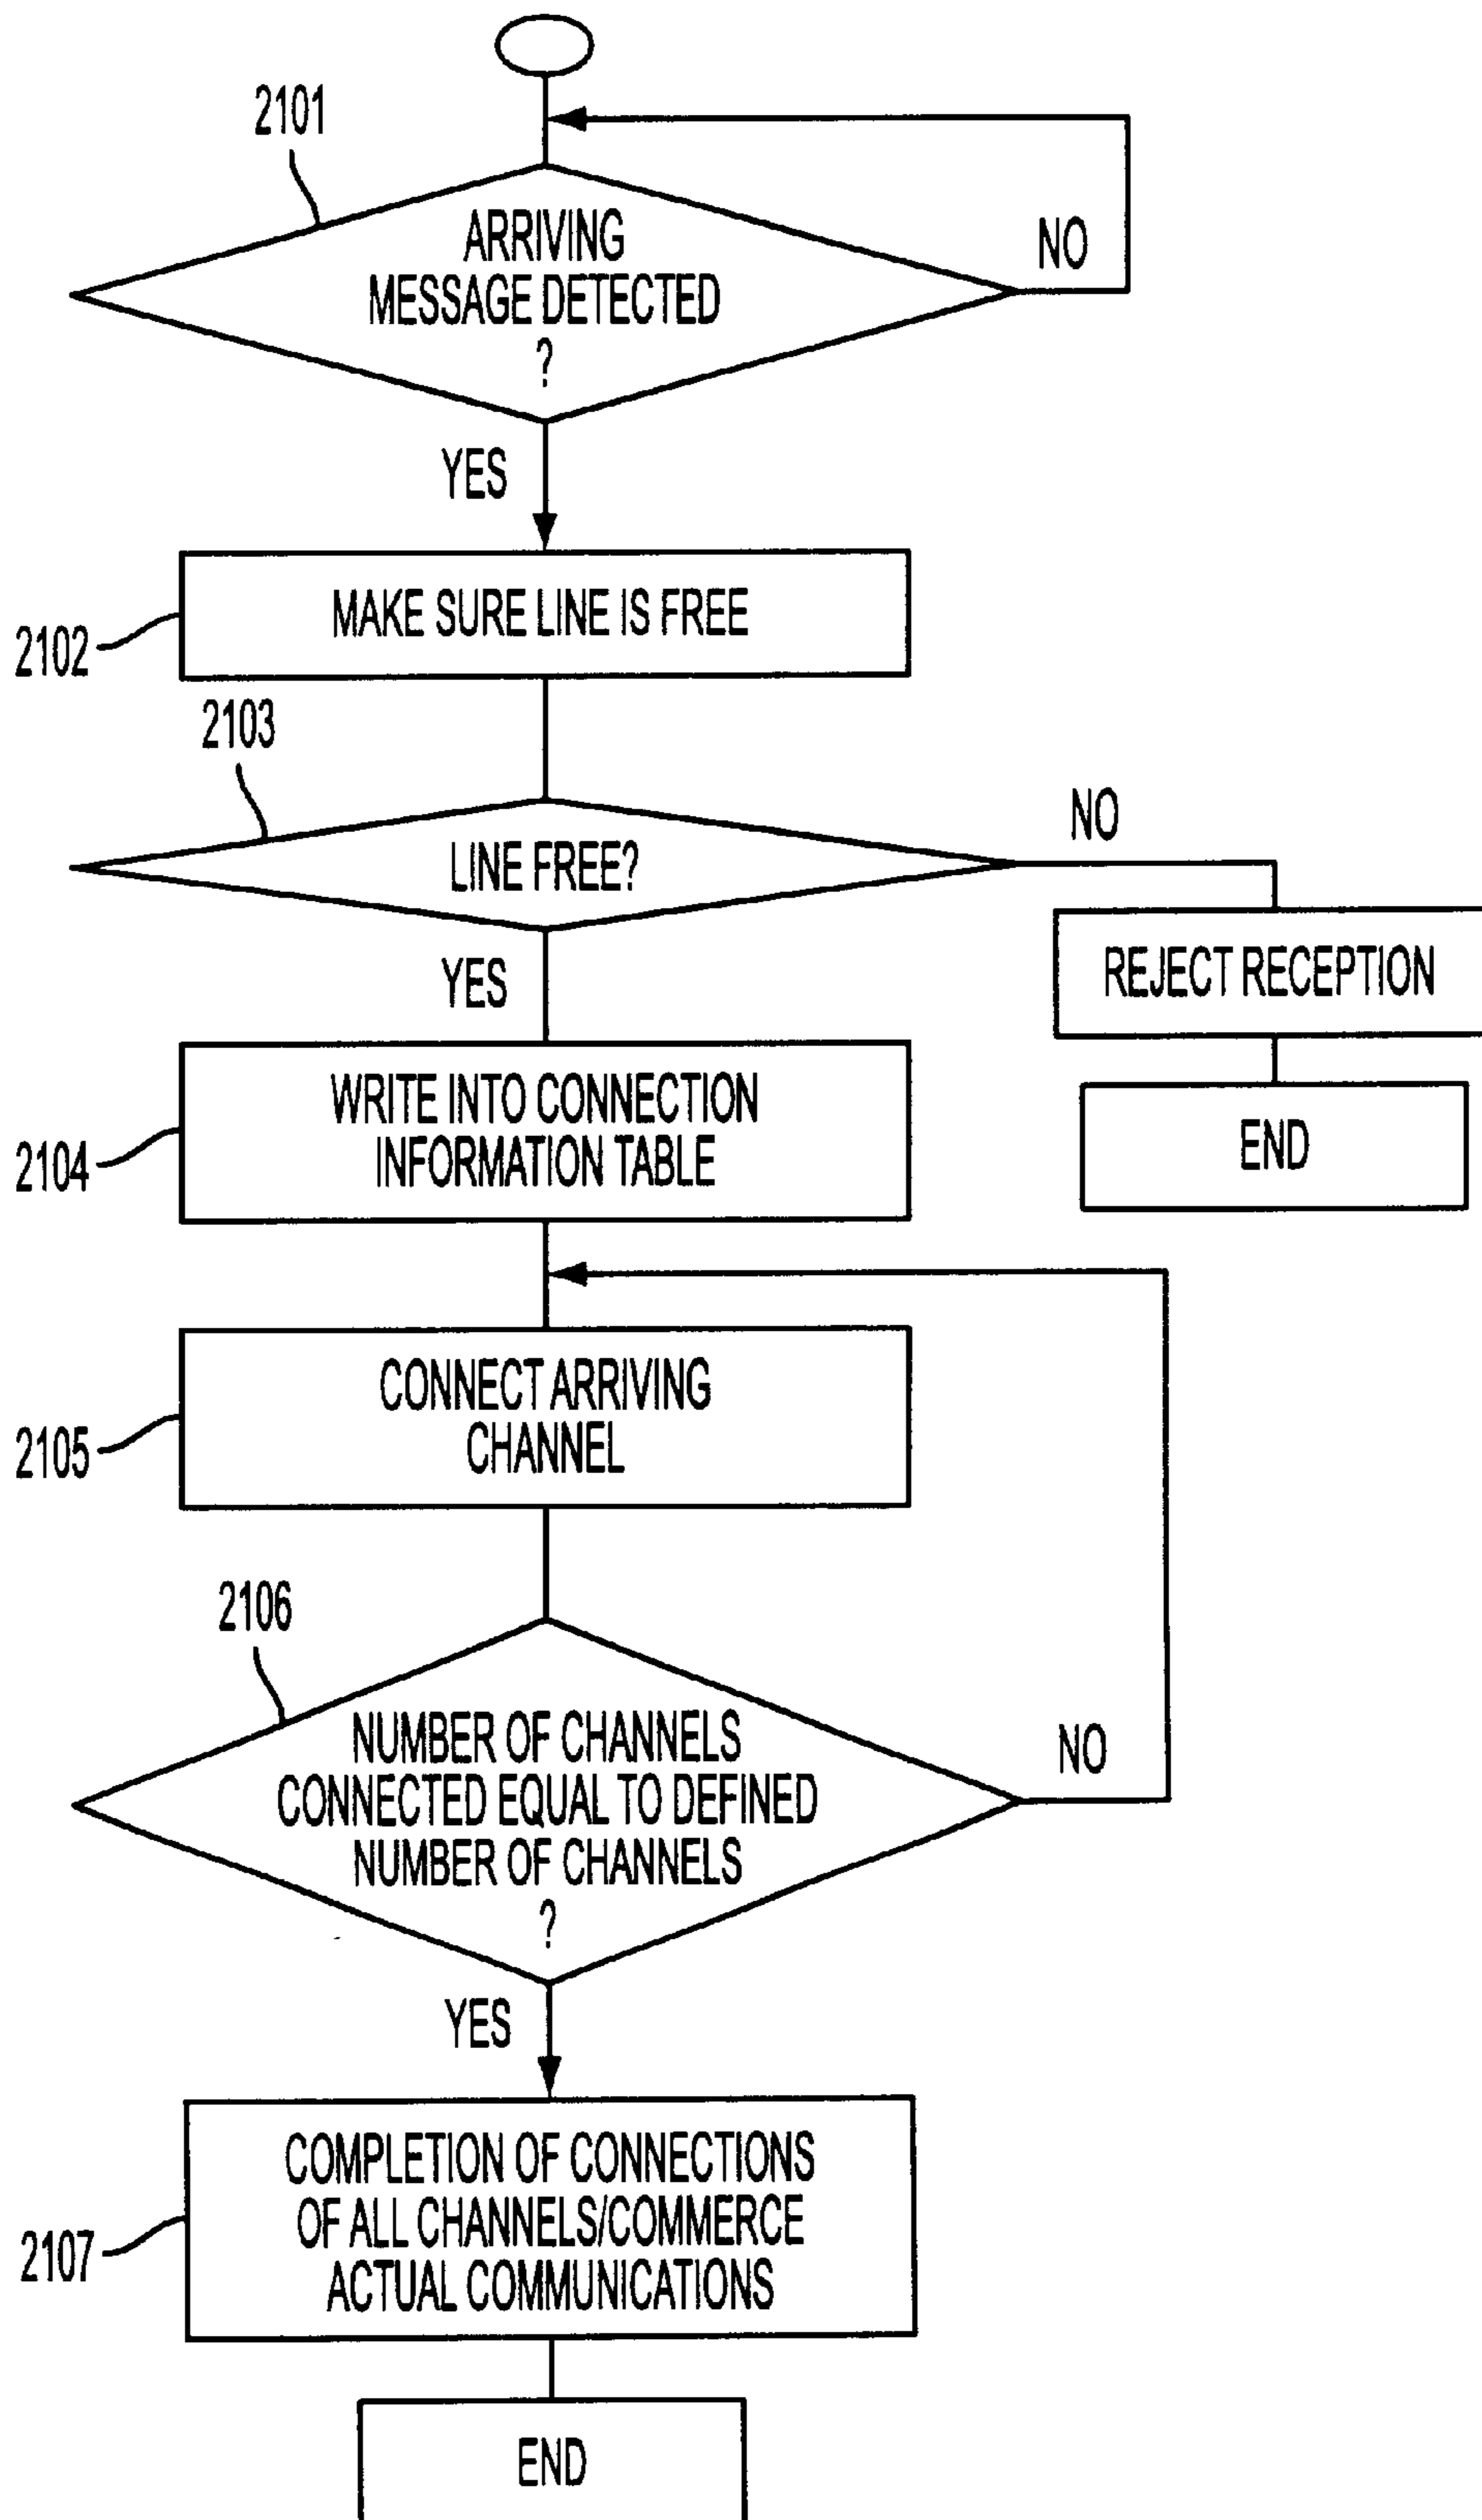 2101
ARRIVING
MESSAGE DETECTED
?
NO
YES
2102
MAKE SURE LINE IS FREE
2103
LINE FREE?
NO
YES
REJECT RECEPTION
END
2104
WRITE INTO CONNECTION
INFORMATION TABLE
2105
CONNECT ARRIVING
CHANNEL
2106
NUMBER OF CHANNELS
CONNECTED EQUAL TO DEFINED
NUMBER OF CHANNELS
?
NO
YES
2107
COMPLETION OF CONNECTIONS
OF ALL CHANNELS/COMMERCE
ACTUAL COMMUNICATIONS
END